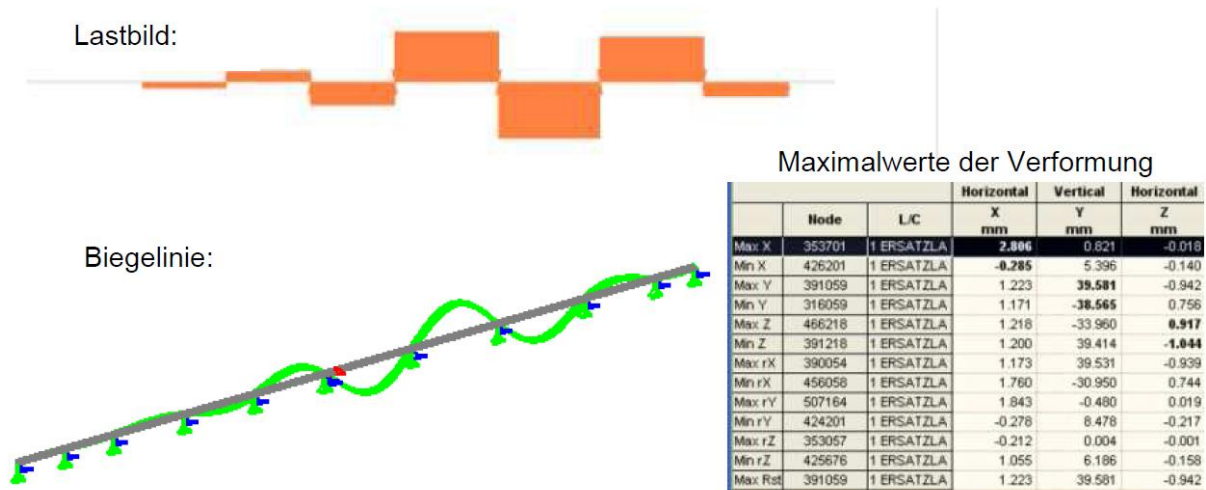 Lastbild:
Maximalwerte der Verformung
Horizontal Vertical Horizontal
Node L/C X mm Y mm Z mm
Max X 353701 1 ERSATZLA 2.806 0.821 -0.018
Min X 426201 1 ERSATZLA -0.285 5.396 -0.140
Max Y 391059 1 ERSATZLA 1.223 39.581 -0.942
Min Y 316059 1 ERSATZLA 1.171 -38.565 0.756
Max Z 466218 1 ERSATZLA 1.218 -33.960 0.917
Min Z 391218 1 ERSATZLA 1.200 39.414 -1.044
Max rX 390054 1 ERSATZLA 1.173 39.531 -0.939
Min rX 456058 1 ERSATZLA 1.760 -30.950 0.744
Max rY 507164 1 ERSATZLA 1.843 -0.480 0.019
Min rY 424201 1 ERSATZLA -0.278 8.478 -0.217
Max rZ 353057 1 ERSATZLA -0.212 0.004 -0.001
Min rZ 425676 1 ERSATZLA 1.055 6.186 -0.158
Max Rst 391059 1 ERSATZLA 1.223 39.581 -0.942
Biegelinie: